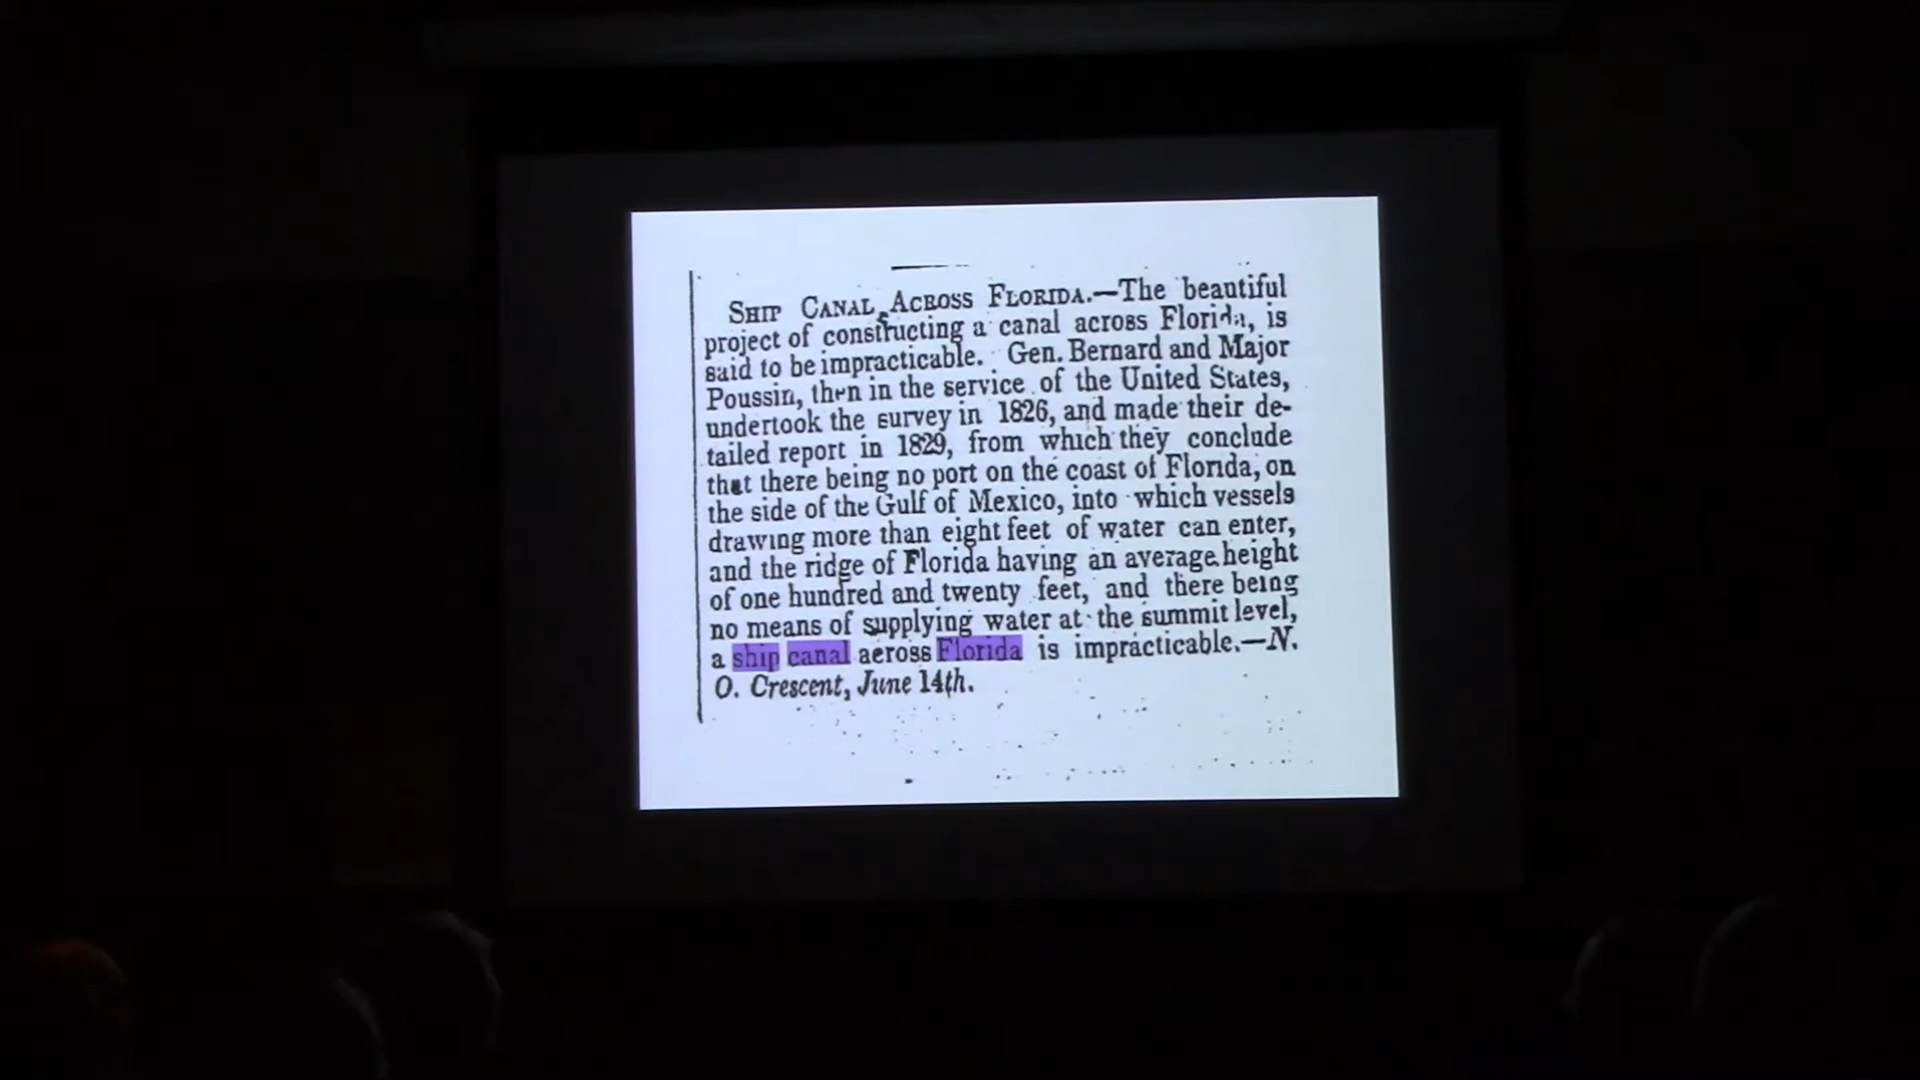 SHIP CANAL ACROSS FLORIDA.—The beautiful
project of constructing a canal across Florida, is
said to be impracticable. Gen. Bernard and Major
Poussin, then in the service of the United States,
undertook the survey in 1826, and made their de-
tailed report in 1829, from which they conclude
that there being no port on the coast of Florida, on
the side of the Gulf of Mexico, into which vessels
drawing more than eight feet of water can enter,
and the ridge of Florida having an average height
of one hundred and twenty feet, and there being
no means of supplying water at the summit level,
a ship canal across Florida is impracticable.—N.
O. Crescent, June 14th.